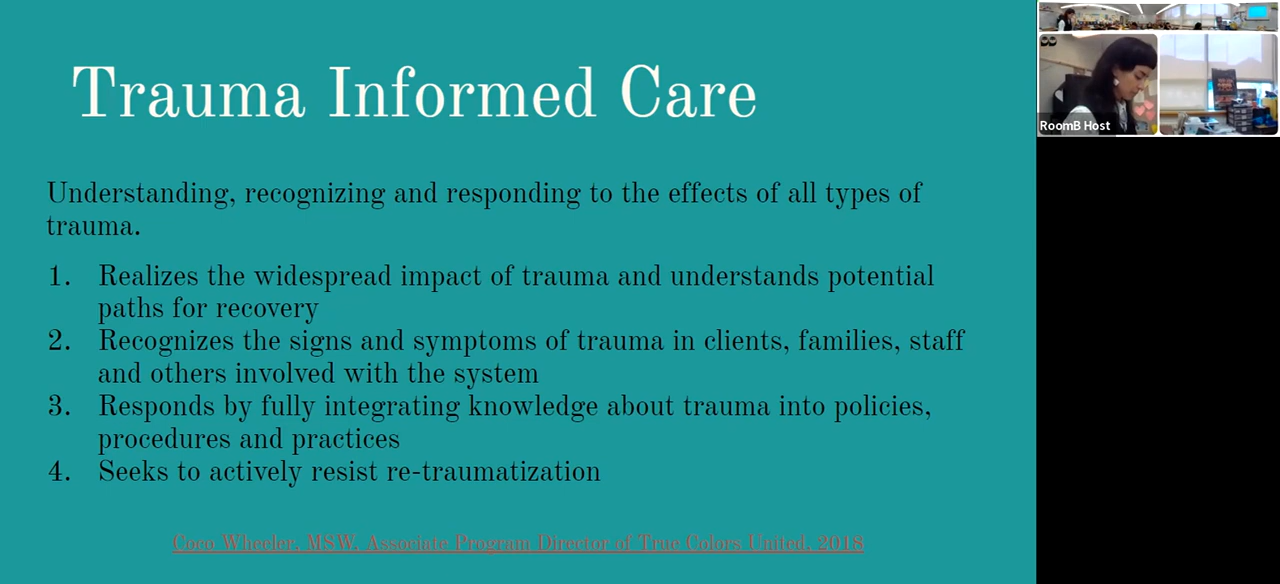 Trauma Informed Care
Understanding, recognizing and responding to the effects of all types of
trauma.
1. Realizes the widespread impact of trauma and understands potential
paths for recovery
2. Recognizes the signs and symptoms of trauma in clients, families, staff
and others involved with the system
3. Responds by fully integrating knowledge about trauma into policies,
procedures and practices
4. Seeks to actively resist re-traumatization
Coco Wheeler, MSW, Associate Program Director of True Colors United, 2018
RoomB Host